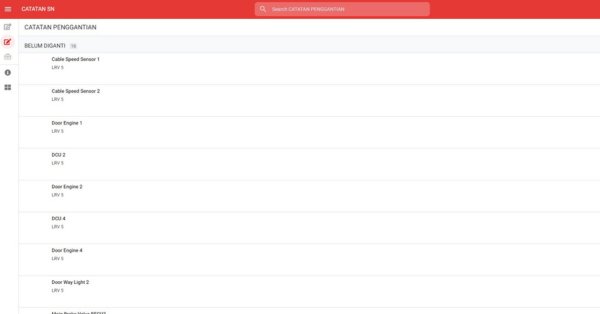 CATATAN SN
Search CATATAN PENGGANTIAN
CATATAN PENGGANTIAN
BELUM DIGANTI 16
Cable Speed Sensor 1
LRV 5
Cable Speed Sensor 2
LRV 5
Door Engine 1
LRV 5
DCU 2
LRV 5
Door Engine 2
LRV 5
DCU 4
LRV 5
Door Engine 4
LRV 5
Door Way Light 2
LRV 5